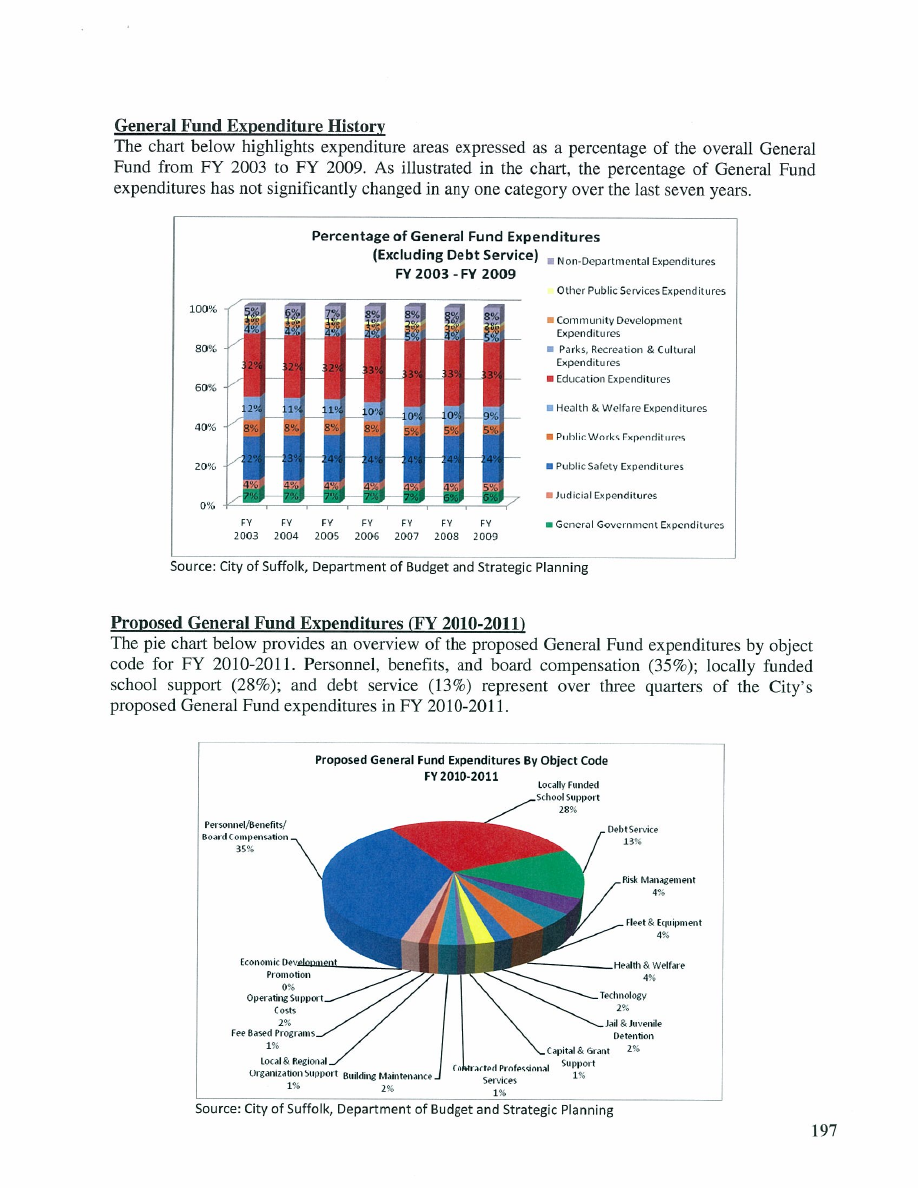 General Fund Expenditure History
The chart below highlights expenditure areas expressed as a percentage of the overall General
Fund from FY 2003 to FY 2009. As illustrated in the chart, the percentage of General Fund
expenditures has not significantly changed in any one category over the last seven years.
Percentage of General Fund Expenditures
(Excluding Debt Service)
FY 2003 - FY 2009
Non-Departmental Expenditures
Other Public Services Expenditures
Community Development
Expenditures
Parks, Recreation & Cultural
Expenditures
Education Expenditures
Health & Welfare Expenditures
Public Works Expenditures
Public Safety Expenditures
Judicial Expenditures
General Government Expenditures
100%
80%
60%
40%
20%
0%
5% 6% 7% 8% 8% 8% 8%
4% 4% 4% 4% 5% 4% 5%
32% 32% 32% 33% 33% 33% 33%
12% 11% 11% 10% 10% 10% 9%
8% 8% 8% 8% 5% 5% 5%
22% 23% 24% 24% 24% 24% 24%
4% 4% 4% 4% 4% 4% 5%
7% 7% 7% 7% 7% 6% 6%
FY FY FY FY FY FY FY
2003 2004 2005 2006 2007 2008 2009
Source: City of Suffolk, Department of Budget and Strategic Planning
Proposed General Fund Expenditures (FY 2010-2011)
The pie chart below provides an overview of the proposed General Fund expenditures by object
code for FY 2010-2011. Personnel, benefits, and board compensation (35%); locally funded
school support (28%); and debt service (13%) represent over three quarters of the City's
proposed General Fund expenditures in FY 2010-2011.
Proposed General Fund Expenditures By Object Code
FY 2010-2011
Locally Funded
School Support
28%
Personnel/Benefits/
Board Compensation
35%
Debt Service
13%
Risk Management
4%
Fleet & Equipment
4%
Health & Welfare
4%
Technology
2%
Jail & Juvenile
Detention
2%
Capital & Grant
Support
1%
Contracted Professional
Services
1%
Building Maintenance
2%
Local & Regional
Organization Support
1%
Fee Based Programs
1%
Operating Support
Costs
2%
Economic Development
Promotion
0%
Source: City of Suffolk, Department of Budget and Strategic Planning
197